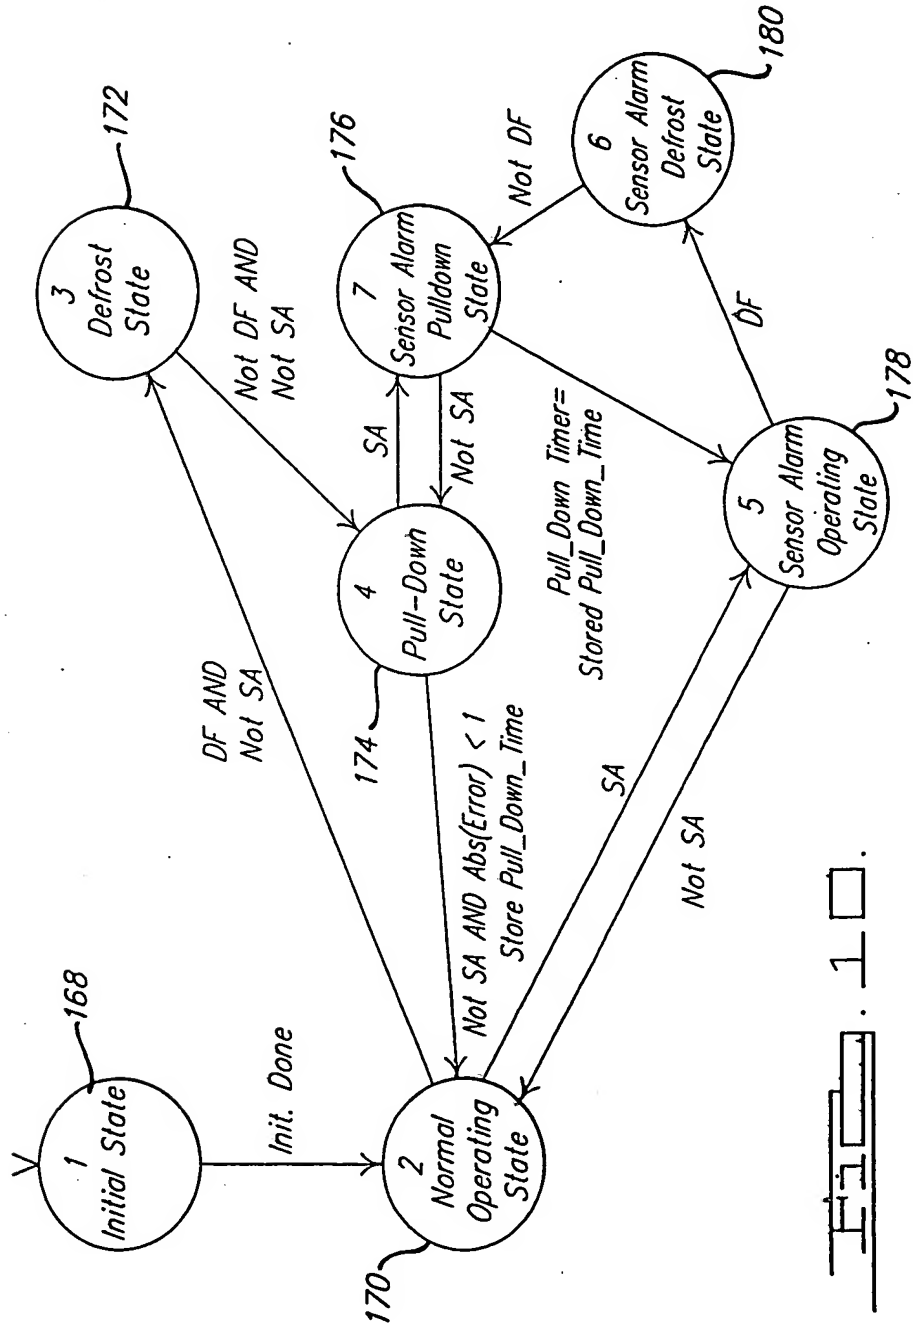 168
1
Initial State
Init. Done
170
2
Normal
Operating
State
DF AND
Not SA
172
3
Defrost
State
Not DF AND
Not SA
174
4
Pull-Down
State
SA
Not SA
176
7
Sensor Alarm
Pulldown
State
Not SA AND Abs(Error) < 1
Store Pull_Down_Time
Not DF
Pull_Down Timer=
Stored Pull_Down_Time
180
6
Sensor Alarm
Defrost
State
SA
Not SA
DF
178
5
Sensor Alarm
Operating
State
Fig. 10.